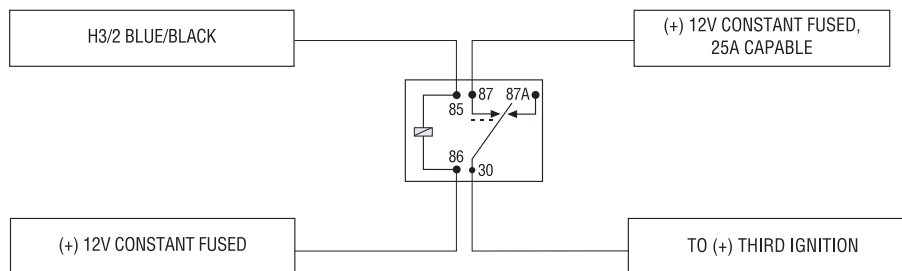 H3/2 BLUE/BLACK
(+) 12V CONSTANT FUSED,
25A CAPABLE
87 87A
85
86
30
(+) 12V CONSTANT FUSED
TO (+) THIRD IGNITION